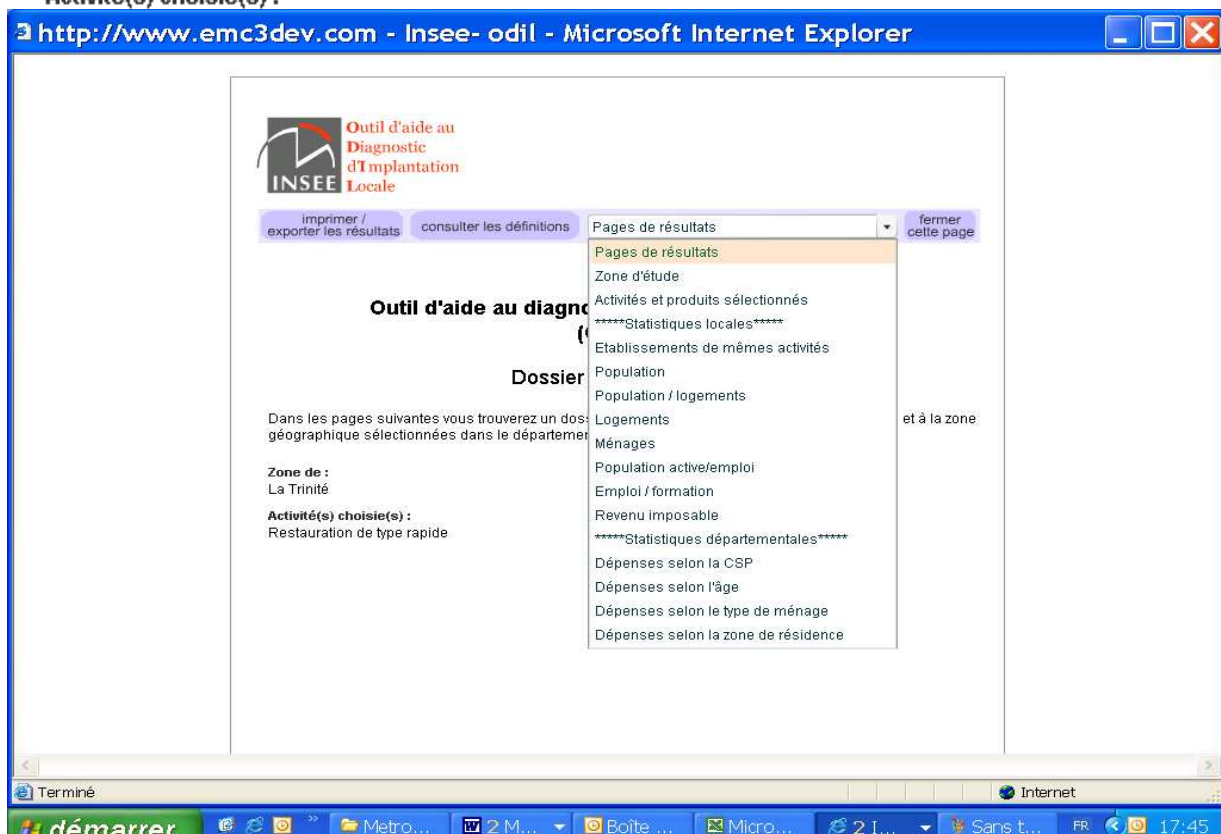 Activité(s) choisie(s) :
http://www.emc3dev.com - Insee- odil - Microsoft Internet Explorer
Outil d'aide au
Diagnostic
d'Implantation
Locale
INSEE
imprimer /
exporter les résultats
consulter les définitions
Pages de résultats
fermer
cette page
Pages de résultats
Zone d'étude
Activités et produits sélectionnés
*****Statistiques locales*****
Etablissements de mêmes activités
Population
Population / logements
Logements
Ménages
Population active/emploi
Emploi / formation
Revenu imposable
*****Statistiques départementales*****
Dépenses selon la CSP
Dépenses selon l'âge
Dépenses selon le type de ménage
Dépenses selon la zone de résidence
Outil d'aide au diagno
(
Dossier
Dans les pages suivantes vous trouverez un dos et à la zone
géographique sélectionnées dans le départemen
Zone de :
La Trinité
Activité(s) choisie(s) :
Restauration de type rapide
Terminé
Internet
démarrer
Metro...
2 M...
Boîte ...
Micro...
2 I...
Sans t...
FR
17:45